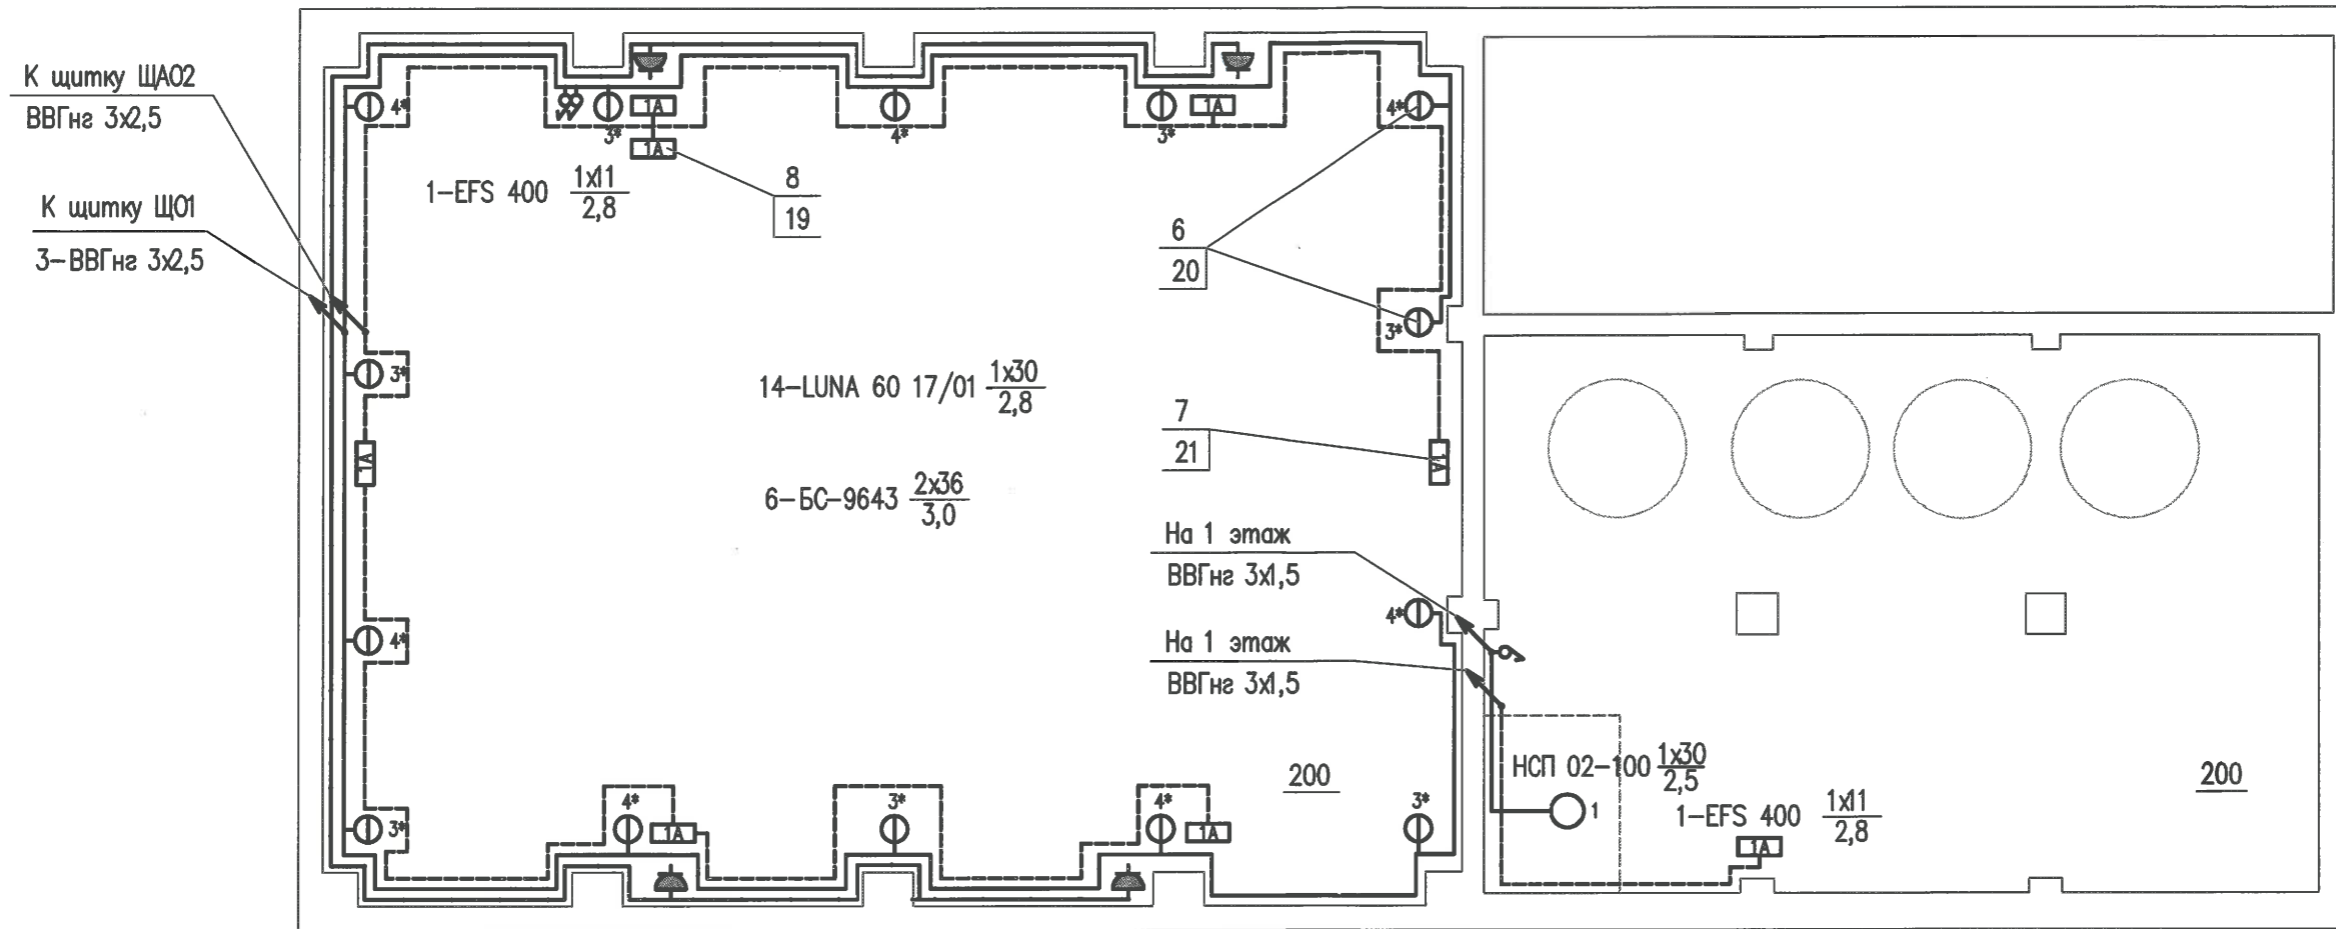 К щитку ЩАО2
ВВГнг 3х2,5
К щитку ЩО1
3-ВВГнг 3х2,5
4*
3*
1А
4*
3*
1А
4*
1А
1-EFS 400 1х11
2,8
8
19
6
20
3*
3*
14-LUNA 60 17/01 1х30
2,8
7
21
1А
1А
6-БС-9643 2х36
3,0
На 1 этаж
ВВГнг 3х1,5
4*
4*
На 1 этаж
ВВГнг 3х1,5
НСП 02-100 1х30
2,5
200
200
1
1-EFS 400 1х11
2,8
1А
3*
4*
1А
3*
4*
1А
3*